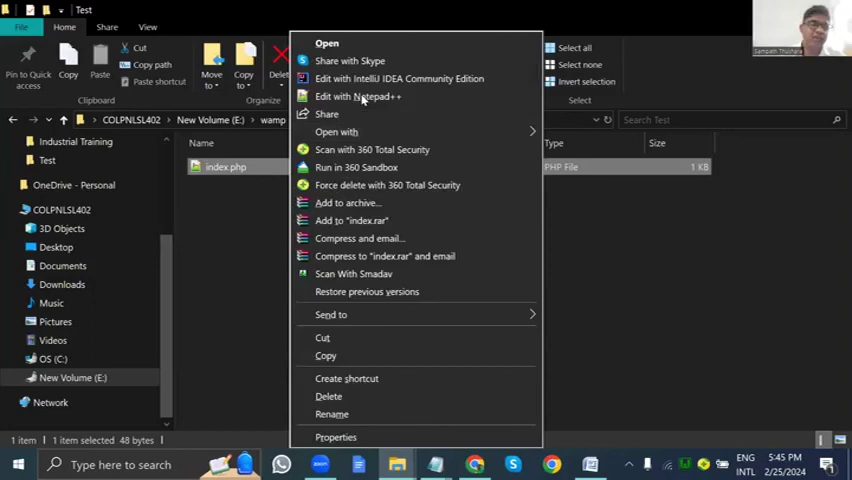 Test
File
Home
Share
View
Pin to Quick access
Copy
Paste
Cut
Copy path
Paste shortcut
Move to
Organize
Select all
Select none
Invert selection
Select
COLPNLSL402 > New Volume (E:) > wamp
Search Test
Industrial Training
Test
OneDrive - Personal
COLPNLSL402
3D Objects
Desktop
Documents
Downloads
Music
Pictures
Videos
OS (C:)
New Volume (E:)
Network
Name
Type
Size
index.php
PHP File
1 KB
Open
Share with Skype
Edit with IntelliJ IDEA Community Edition
Edit with Notepad++
Share
Open with
Scan with 360 Total Security
Run in 360 Sandbox
Force delete with 360 Total Security
Add to archive...
Add to "index.rar"
Compress and email...
Compress to "index.rar" and email
Scan With Smadav
Restore previous versions
Send to
Cut
Copy
Create shortcut
Delete
Rename
Properties
1 item
1 item selected 48 bytes
Type here to search
ENG
INTL
5:45 PM
2/25/2024